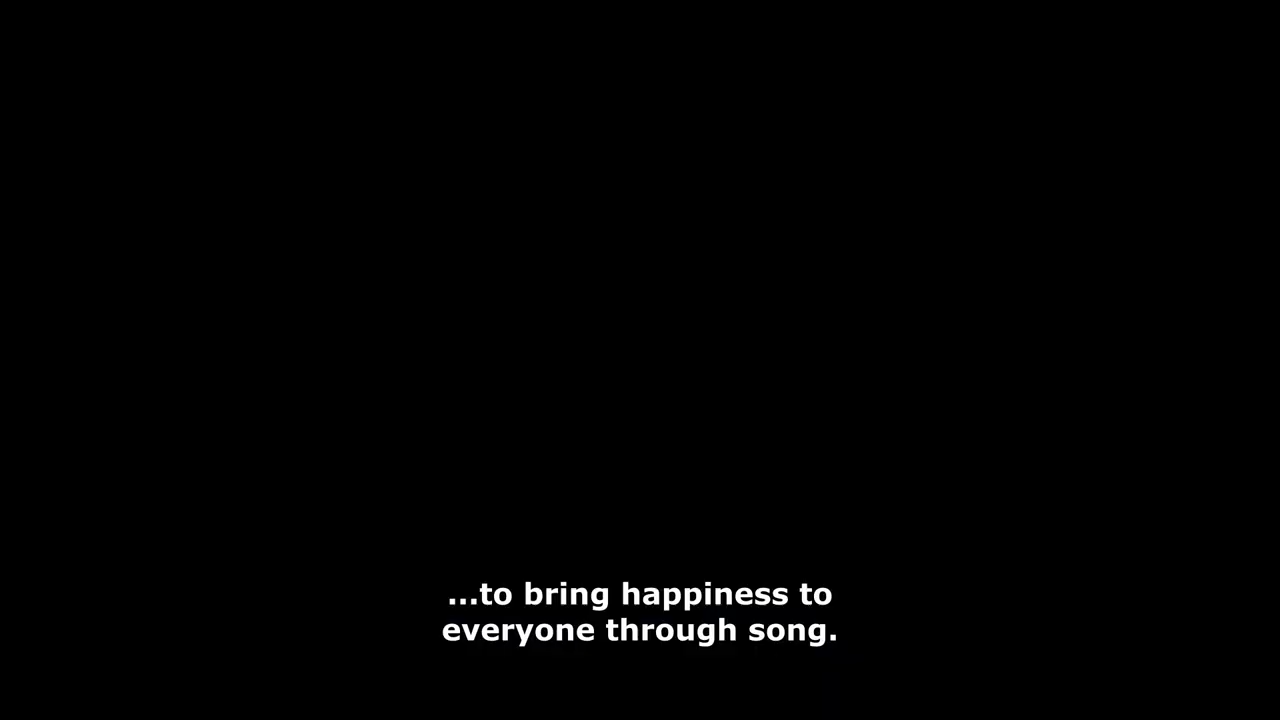 ...to bring happiness to
everyone through song.